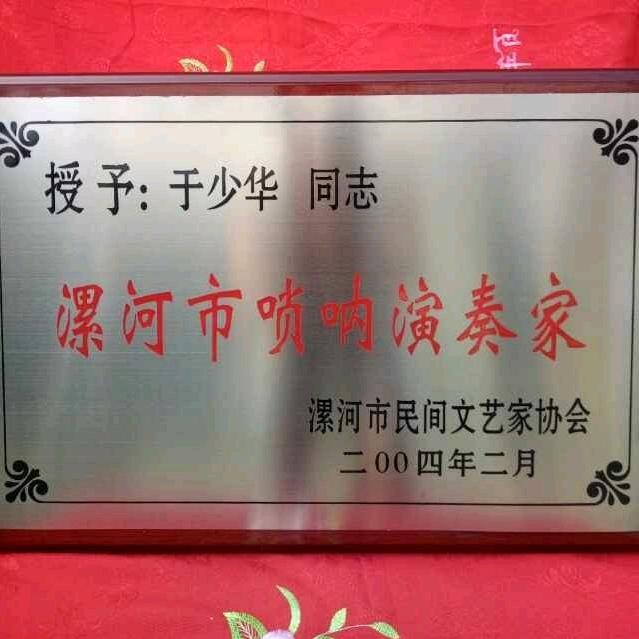 授予：于少华 同志
漯河市唢呐演奏家
漯河市民间文艺家协会
二00四年二月